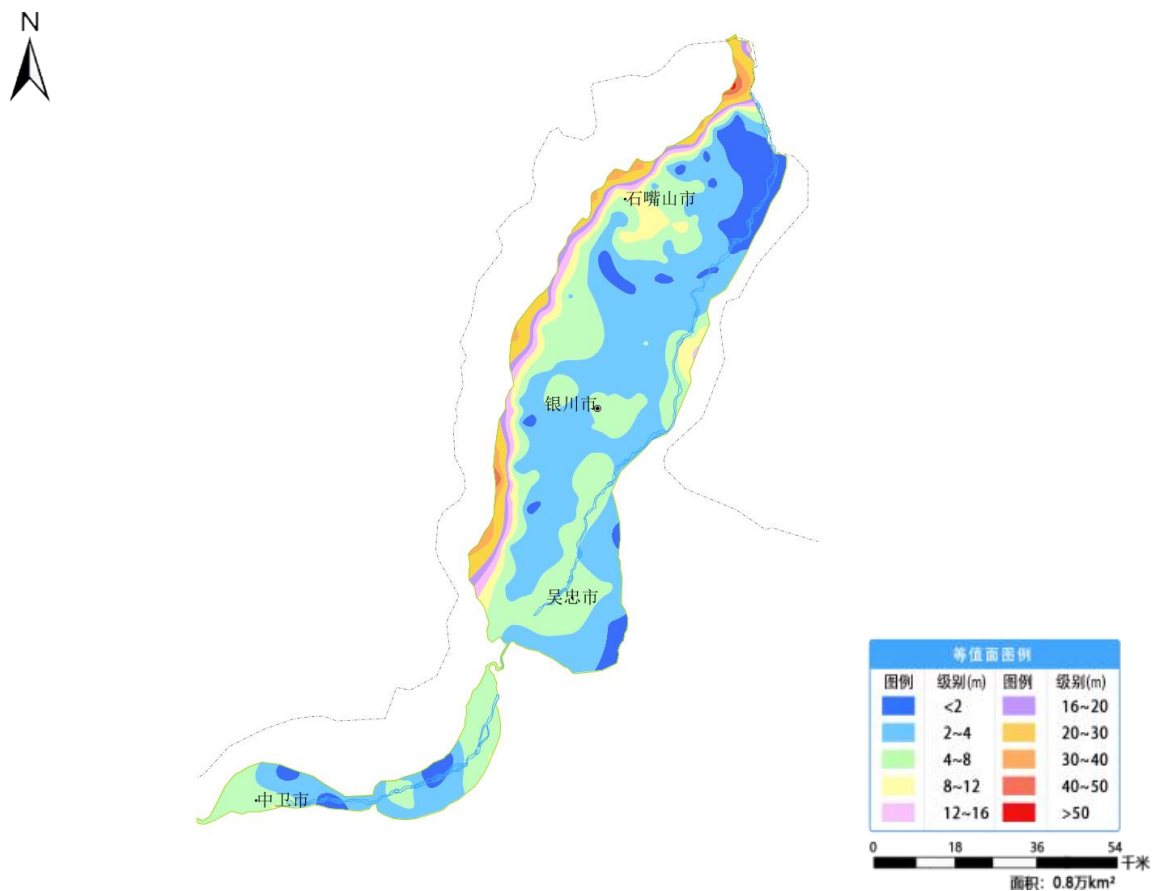 N
石嘴山市
银川市
吴忠市
中卫市
等值面图例
图例 级别(m) 图例 级别(m)
<2 16~20
2~4 20~30
4~8 30~40
8~12 40~50
12~16 >50
0 18 36 54
千米
面积：0.8万km²